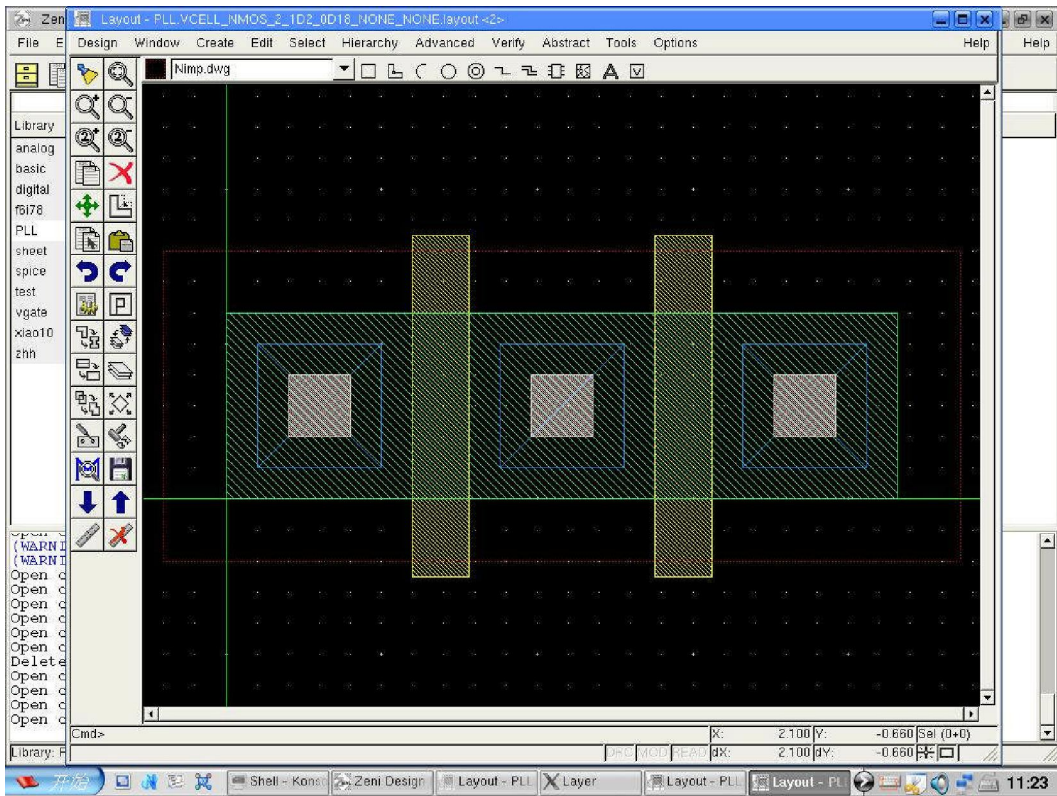 Zen
Layout - PLL.VCELL_NMOS_2_1D2_0D18_NONE_NONE.layout <2>
File E
Design Window Create Edit Select Hierarchy Advanced Verify Abstract Tools Options Help
Help
Nimp.dwg
Library
analog
basic
digital
f6i78
PLL
sheet
spice
test
vgate
xiao10
zhh
(WARNI
(WARNI
Open c
Open c
Open c
Open c
Open c
Open c
Delete
Open c
Open c
Open c
Open c
Cmd>
X: 2.100 Y: -0.660 Sel (0+0)
Library: F
DRC MOD READ dX: 2.100 dY: -0.660
开始
Shell - Konso
Zeni Design
Layout - PLL
Layer
Layout - PLL
Layout - PLL
11:23